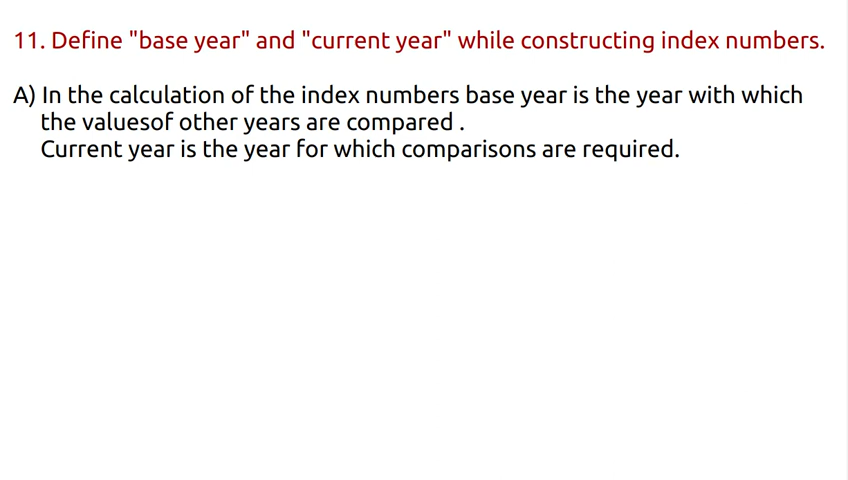 11. Define "base year" and "current year" while constructing index numbers.
A) In the calculation of the index numbers base year is the year with which
the valuesof other years are compared .
Current year is the year for which comparisons are required.